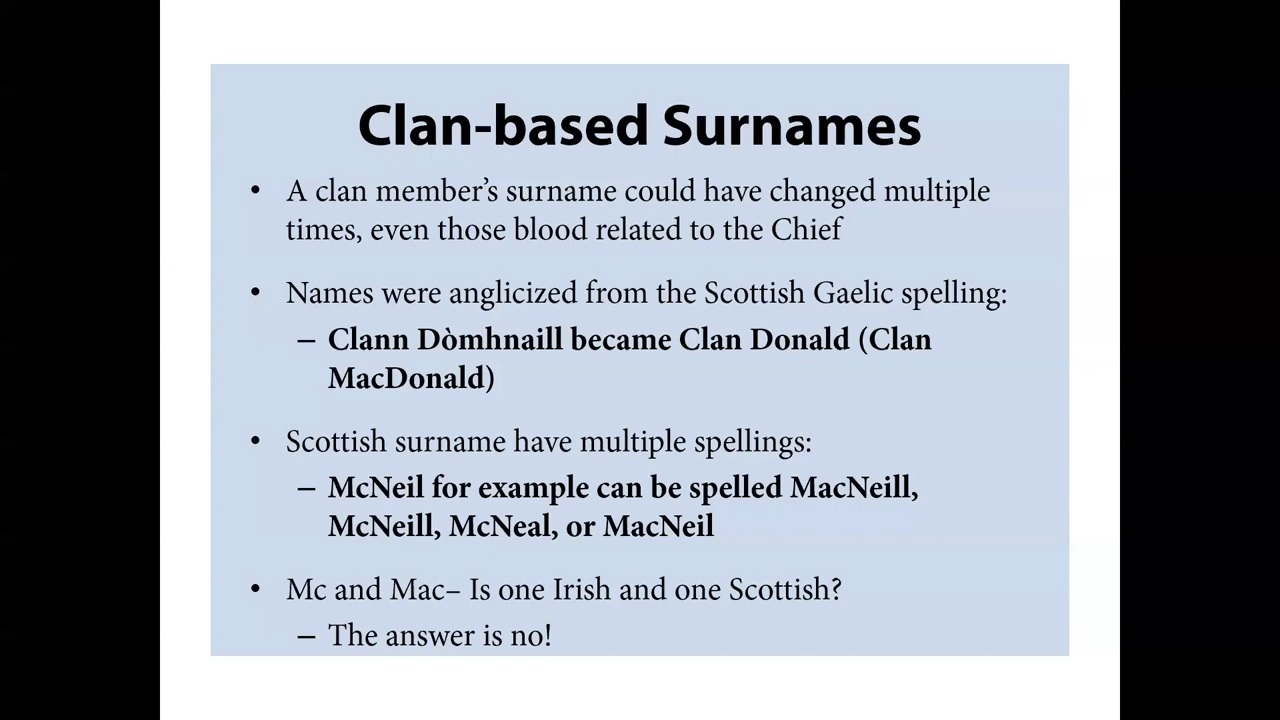 Clan-based Surnames
• A clan member’s surname could have changed multiple
times, even those blood related to the Chief
• Names were anglicized from the Scottish Gaelic spelling:
– Clann Dòmhnaill became Clan Donald (Clan
MacDonald)
• Scottish surname have multiple spellings:
– McNeil for example can be spelled MacNeill,
McNeill, McNeal, or MacNeil
• Mc and Mac– Is one Irish and one Scottish?
– The answer is no!